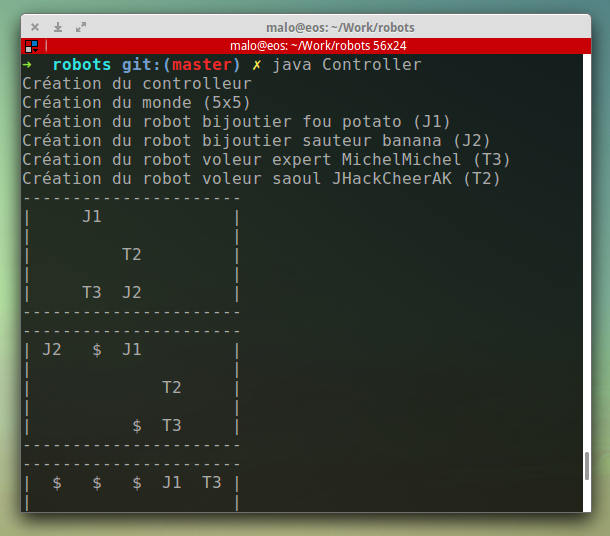 malo@eos: ~/Work/robots
malo@eos: ~/Work/robots 56x24
➜  robots git:(master) ✗ java Controller
Création du controlleur
Création du monde (5x5)
Création du robot bijoutier fou potato (J1)
Création du robot bijoutier sauteur banana (J2)
Création du robot voleur expert MichelMichel (T3)
Création du robot voleur saoul JHackCheerAK (T2)
----------------------
|     J1             |
|                    |
|         T2         |
|                    |
|     T3  J2         |
----------------------
----------------------
| J2   $  J1         |
|                    |
|             T2     |
|                    |
|          $  T3     |
----------------------
----------------------
|  $   $   $  J1  T3 |
|                    |